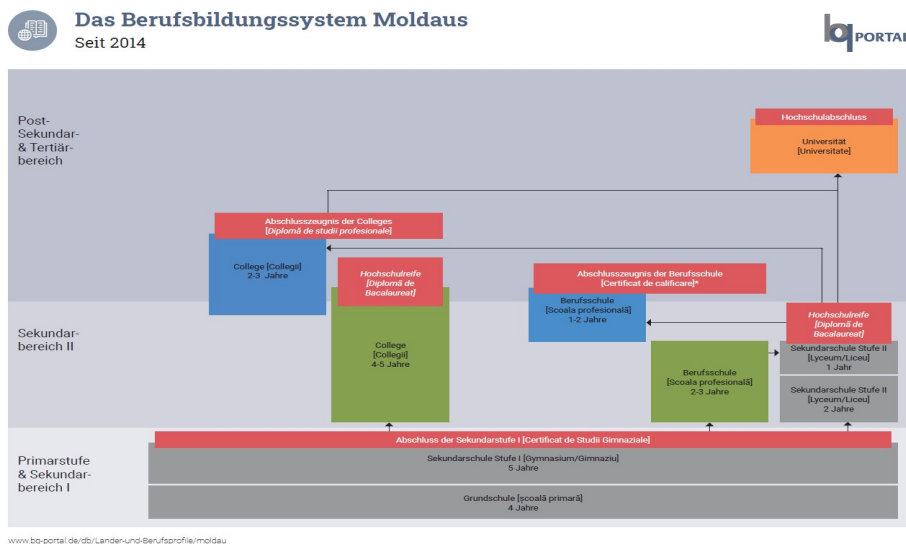 Das Berufsbildungssystem Moldaus
Seit 2014
bq PORTAL
Post-
Sekundar-
& Tertiär-
bereich
Hochschulabschluss
Universität
[Universitate]
Abschlusszeugnis der Colleges
[Diplomă de studii profesionale]
College [Colegii]
2-3 Jahre
Hochschulreife
[Diplomă de
Bacalaureat]
Abschlusszeugnis der Berufsschule
[Certificat de calificare]*
Berufsschule
[Scoala profesională]
1-2 Jahre
Hochschulreife
[Diplomă de
Bacalaureat]
Sekundar-
bereich II
College
[Colegii]
4-5 Jahre
Berufsschule
[Scoala profesională]
2-3 Jahre
Sekundarschule Stufe II
[Lyceum/Liceu]
1 Jahr
Sekundarschule Stufe II
[Lyceum/Liceu]
2 Jahre
Abschluss der Sekundarstufe I [Certificat de Studii Gimnaziale]
Primarstufe
& Sekundar-
bereich I
Sekundarschule Stufe I [Gymnasium/Gimnaziu]
5 Jahre
Grundschule [școală primară]
4 Jahre
www.bq-portal.de/db/Lander-und-Berufsprofile/moldau